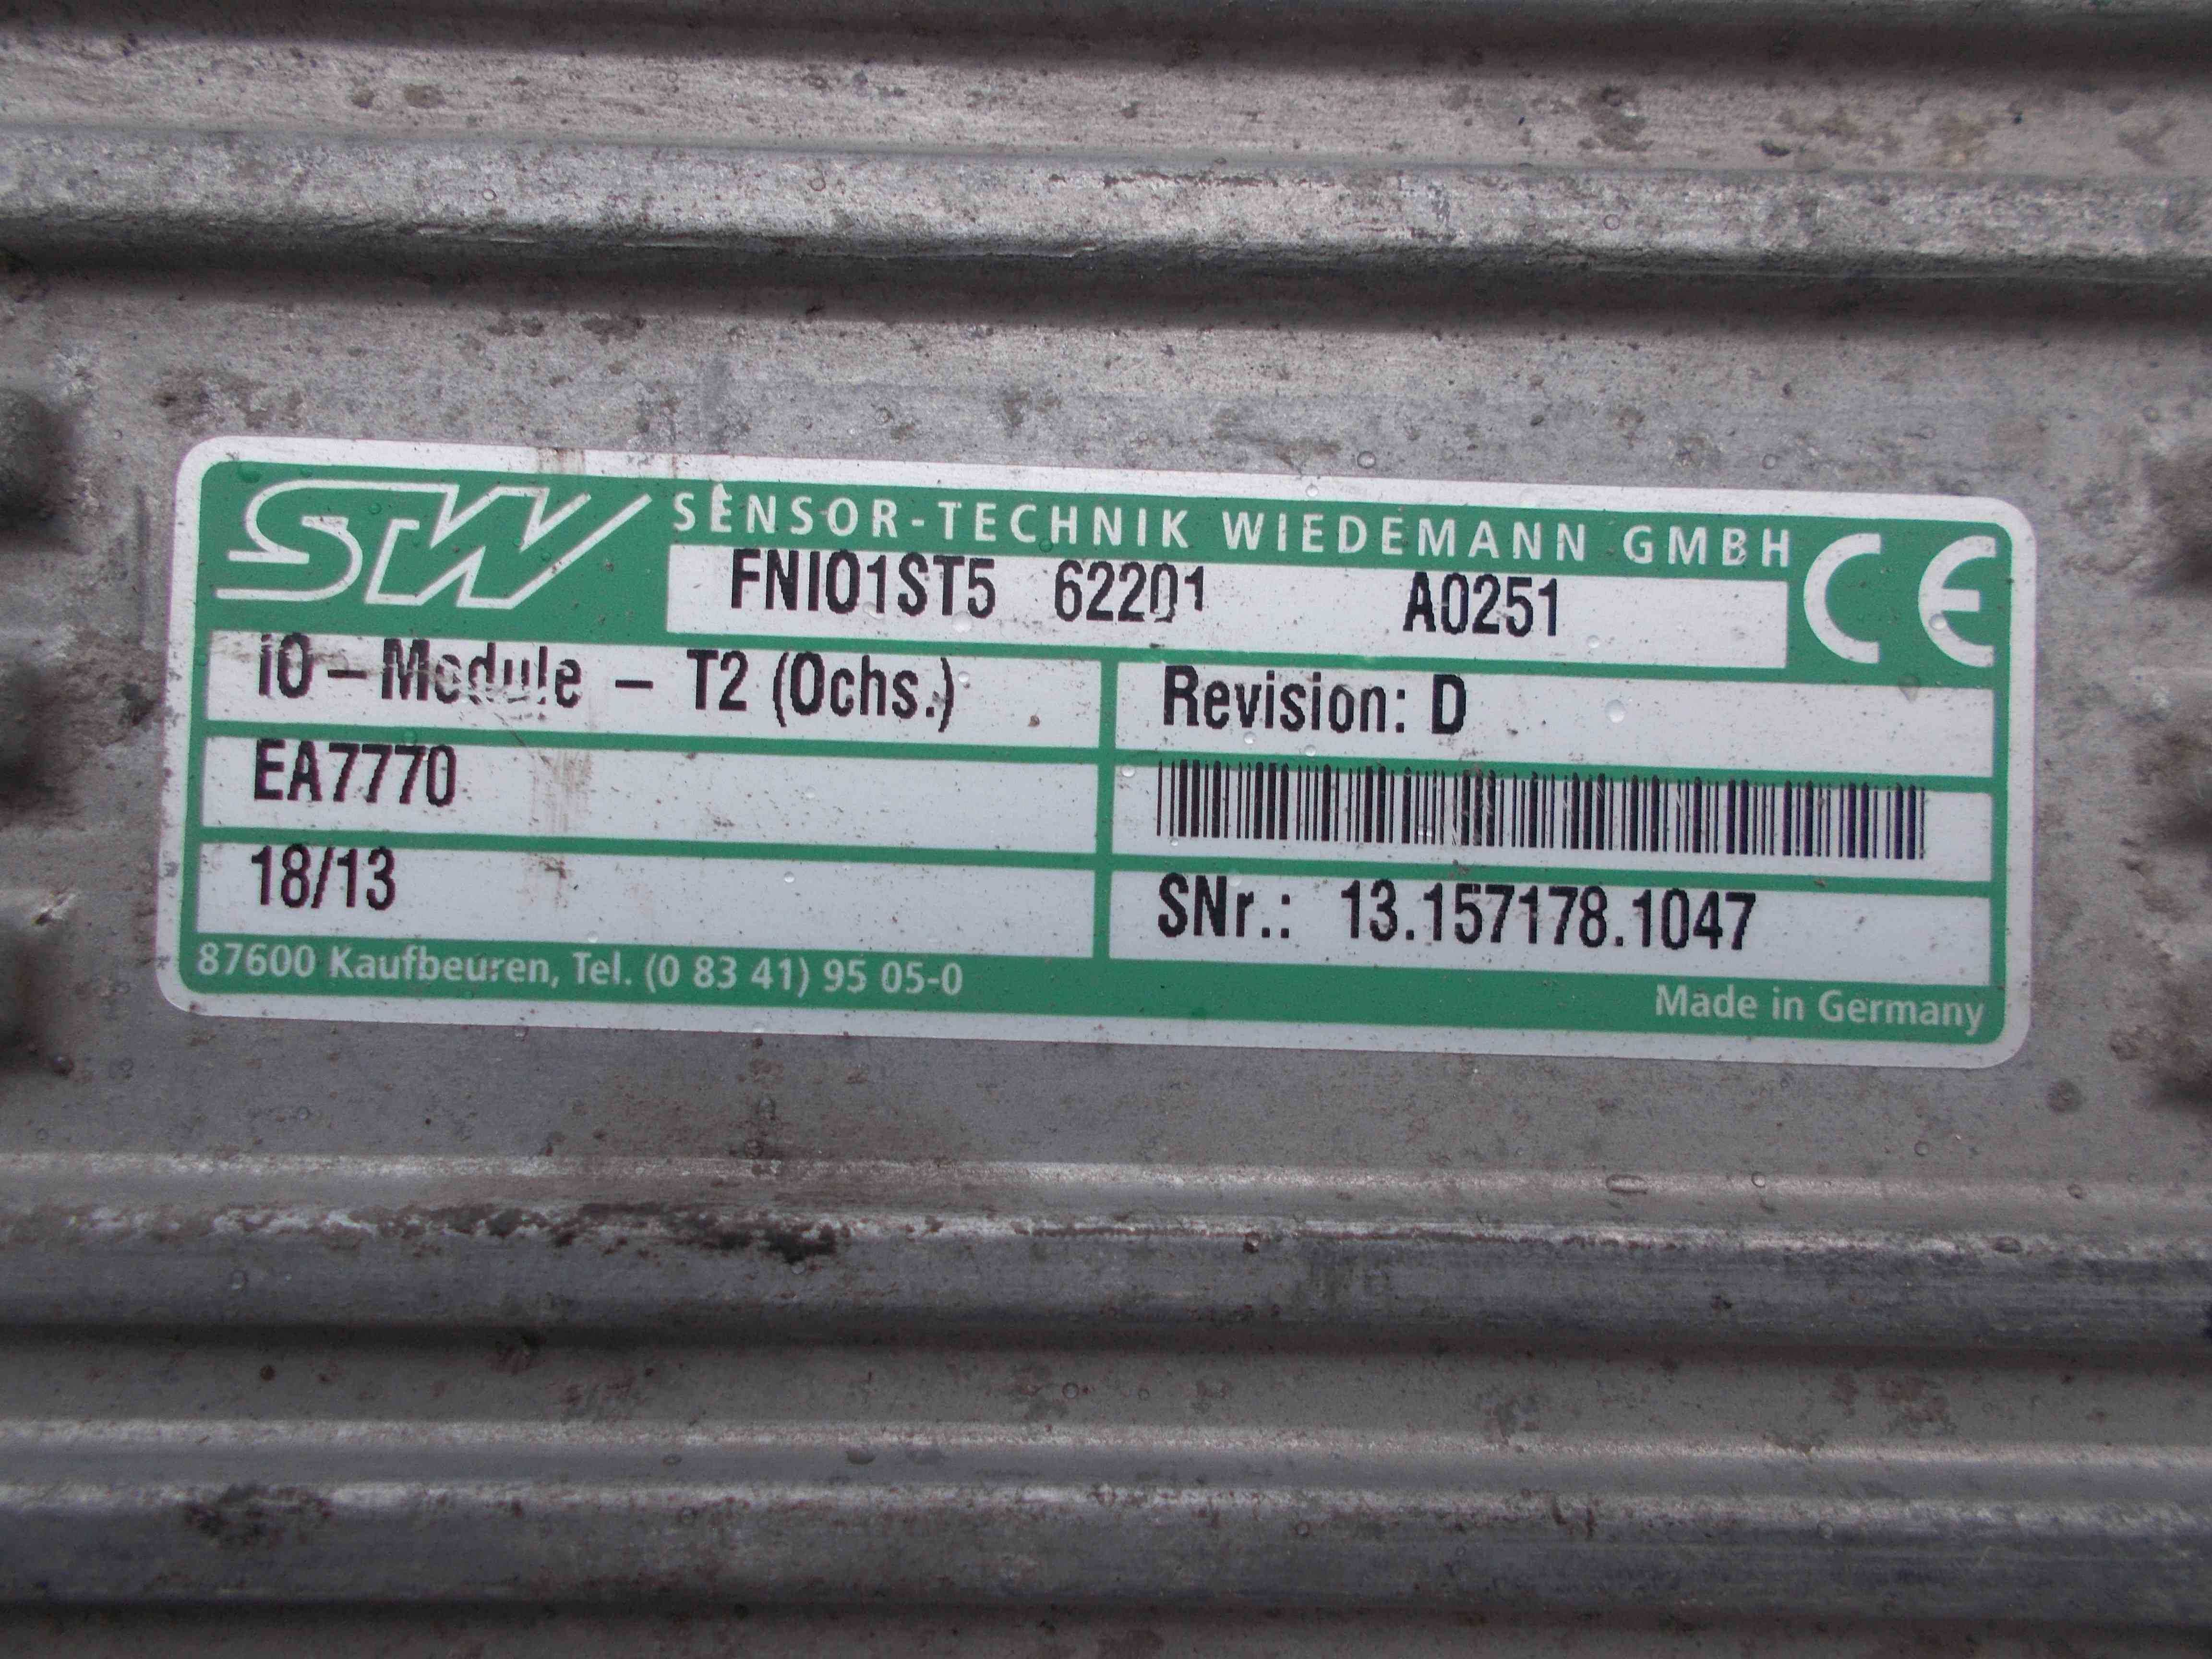 STW SENSOR-TECHNIK WIEDEMANN GMBH CE
FNIO1ST5 62201 A0251
iO – Module – T2 (Ochs.)
Revision: D
EA7770
18/13
SNr.: 13.157178.1047
87600 Kaufbeuren, Tel. (0 83 41) 95 05-0
Made in Germany